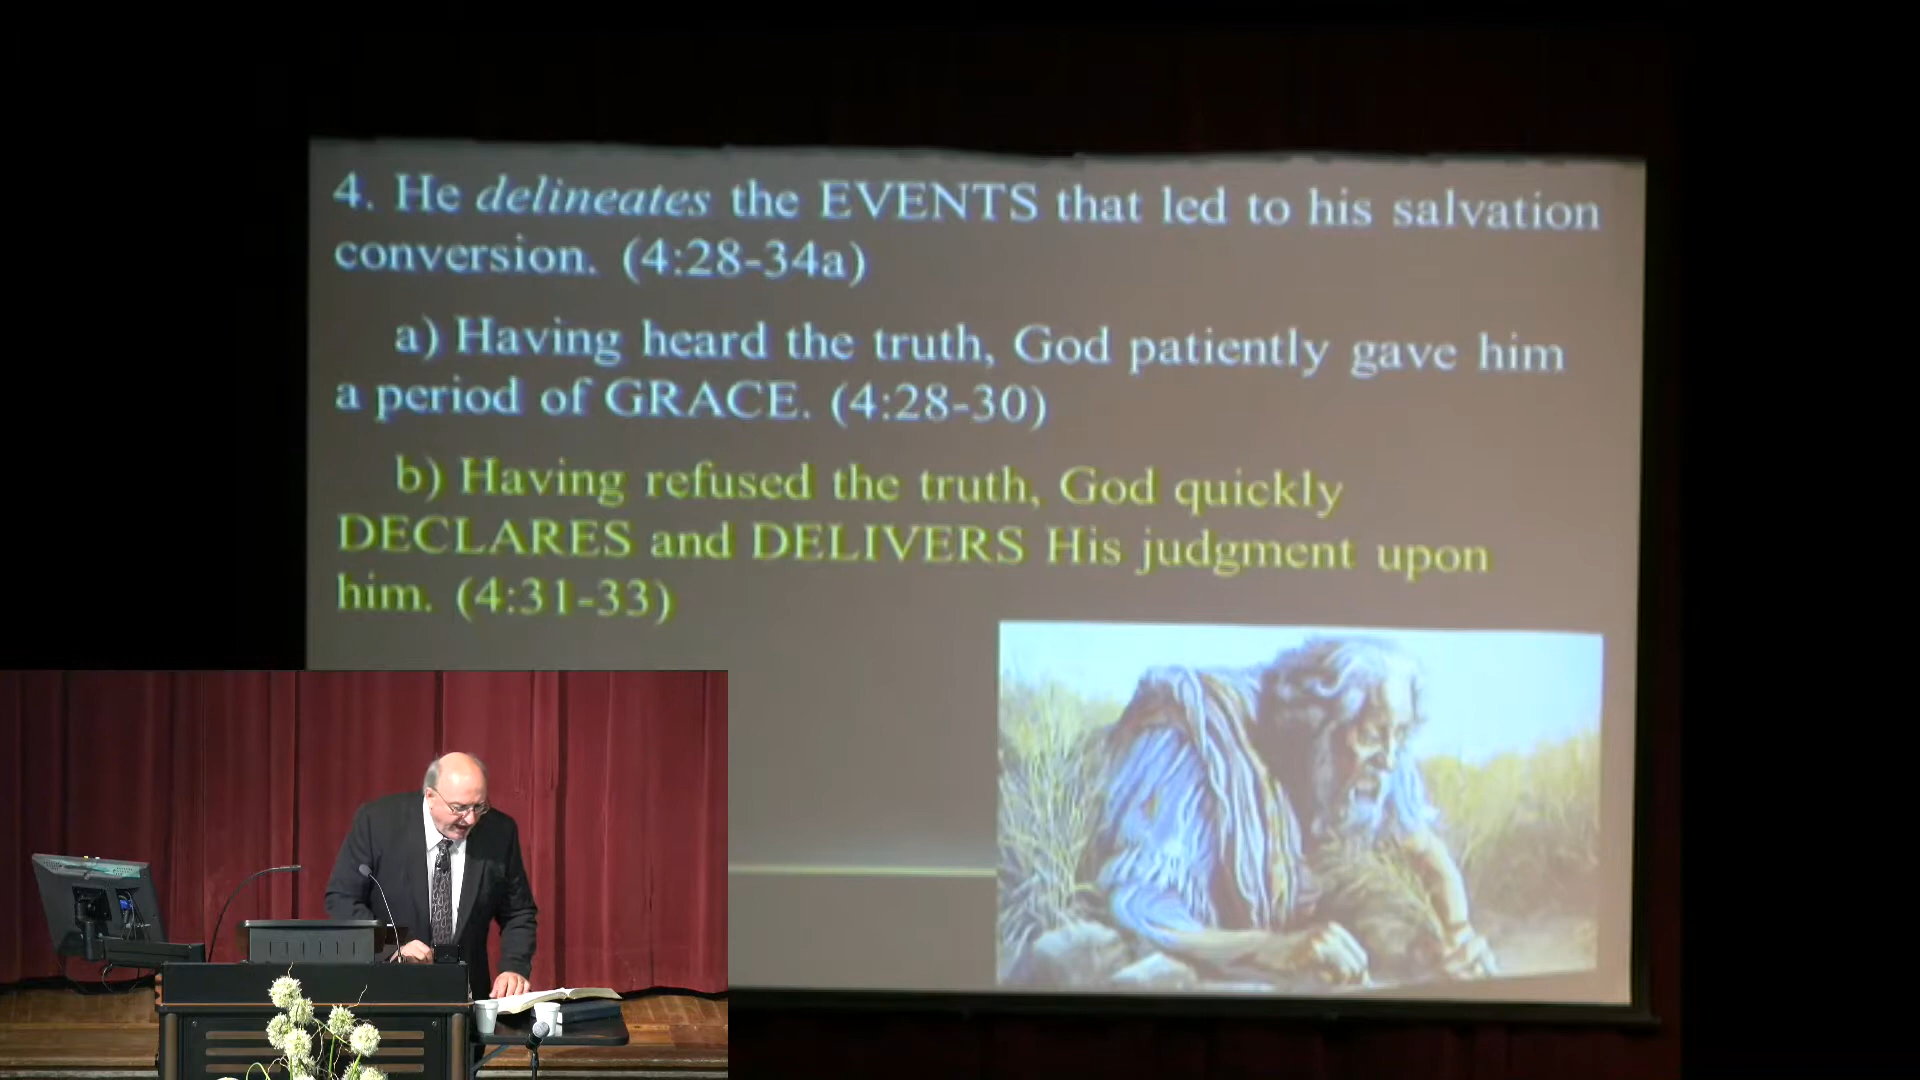 4. He delineates the EVENTS that led to his salvation
conversion. (4:28-34a)
a) Having heard the truth, God patiently gave him
a period of GRACE. (4:28-30)
b) Having refused the truth, God quickly
DECLARES and DELIVERS His judgment upon
him. (4:31-33)